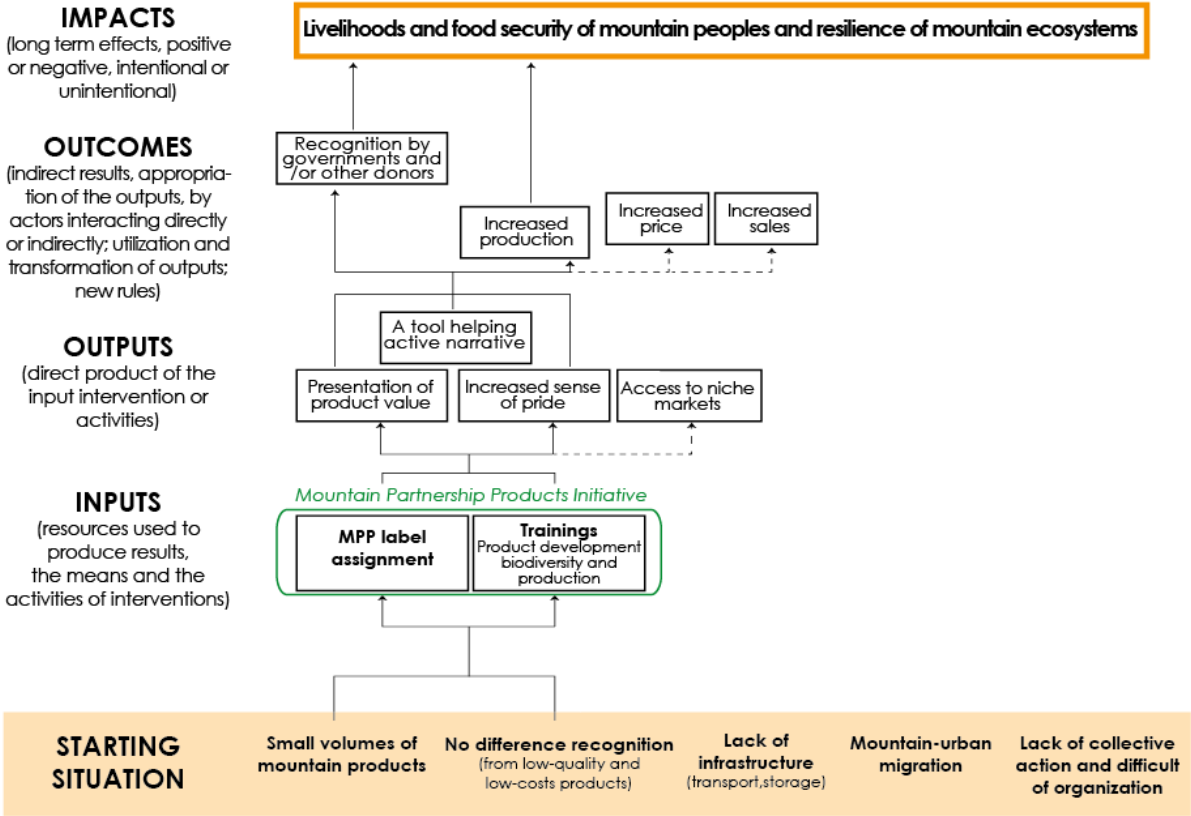 IMPACTS
(long term effects, positive
or negative, intentional or
unintentional)
Livelihoods and food security of mountain peoples and resilience of mountain ecosystems
OUTCOMES
(indirect results, appropria-
tion of the outputs, by
actors interacting directly
or indirectly; utilization and
transformation of outputs;
new rules)
Recognition by
governments and
/or other donors
Increased
production
Increased
price
Increased
sales
OUTPUTS
(direct product of the
input intervention or
activities)
A tool helping
active narrative
Presentation of
product value
Increased sense
of pride
Access to niche
markets
INPUTS
(resources used to
produce results,
the means and the
activities of interventions)
Mountain Partnership Products Initiative
MPP label
assignment
Trainings
Product development
biodiversity and
production
STARTING
SITUATION
Small volumes of
mountain products
No difference recognition
(from low-quality and
low-costs products)
Lack of
infrastructure
(transport,storage)
Mountain-urban
migration
Lack of collective
action and difficult
of organization